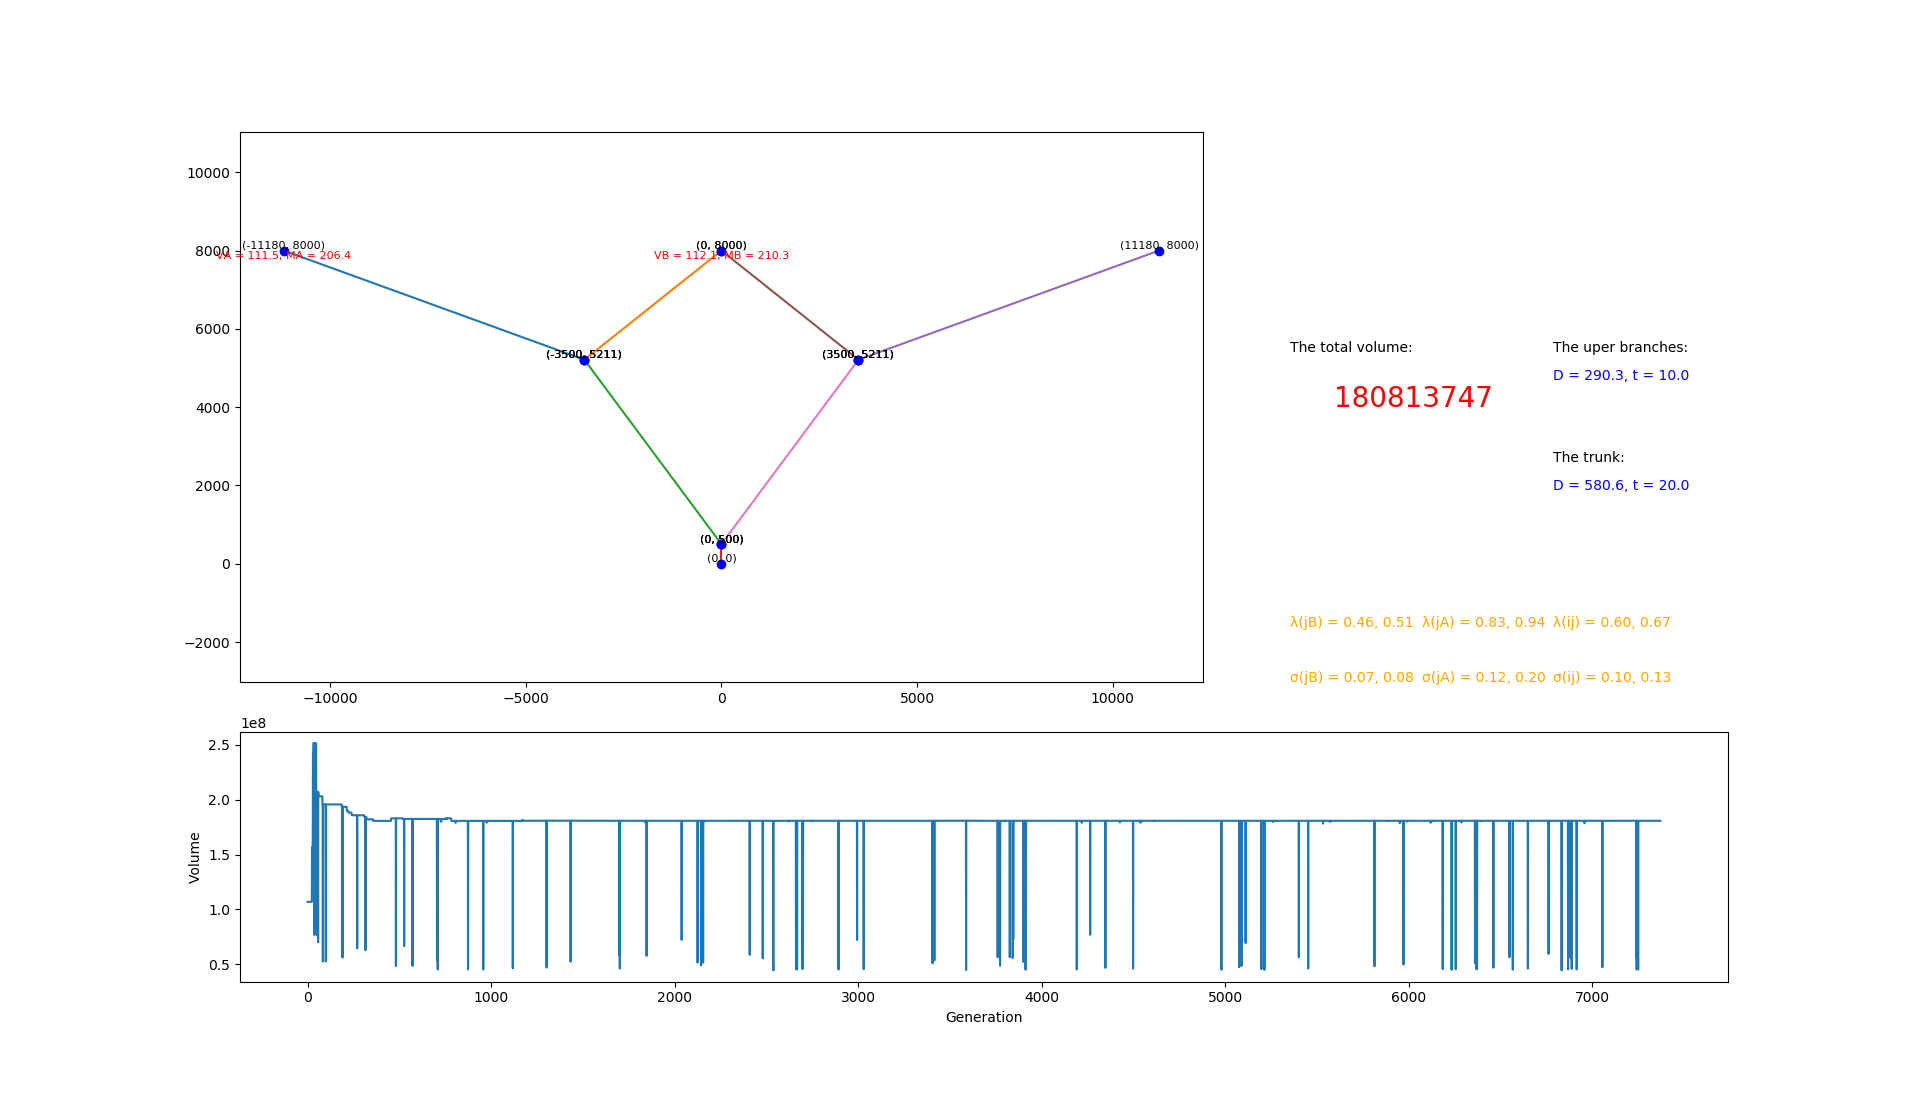 10000
8000
6000
4000
2000
0
−2000
(-11180, 8000)
VA = 111.5, MA = 206.4
(0, 8000)
VB = 112.1, MB = 210.3
(11180, 8000)
(-3500, 5211)
(3500, 5211)
(0, 500)
(0, 0)
−10000 −5000 0 5000 10000
The total volume:
180813747
The uper branches:
D = 290.3, t = 10.0
The trunk:
D = 580.6, t = 20.0
λ(jB) = 0.46, 0.51 λ(jA) = 0.83, 0.94 λ(ij) = 0.60, 0.67
σ(jB) = 0.07, 0.08 σ(jA) = 0.12, 0.20 σ(ij) = 0.10, 0.13
1e8
2.5
2.0
1.5
1.0
0.5
Volume
0 1000 2000 3000 4000 5000 6000 7000
Generation